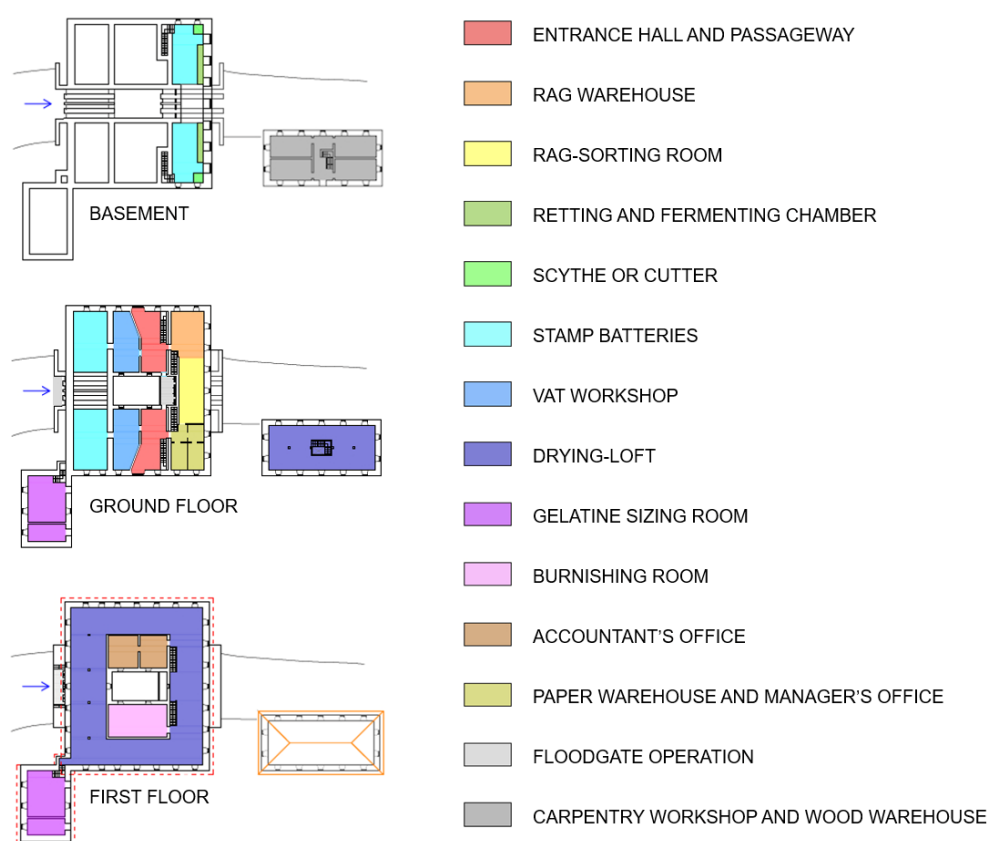 BASEMENT
GROUND FLOOR
FIRST FLOOR
ENTRANCE HALL AND PASSAGEWAY
RAG WAREHOUSE
RAG-SORTING ROOM
RETTING AND FERMENTING CHAMBER
SCYTHE OR CUTTER
STAMP BATTERIES
VAT WORKSHOP
DRYING-LOFT
GELATINE SIZING ROOM
BURNISHING ROOM
ACCOUNTANT'S OFFICE
PAPER WAREHOUSE AND MANAGER'S OFFICE
FLOODGATE OPERATION
CARPENTRY WORKSHOP AND WOOD WAREHOUSE